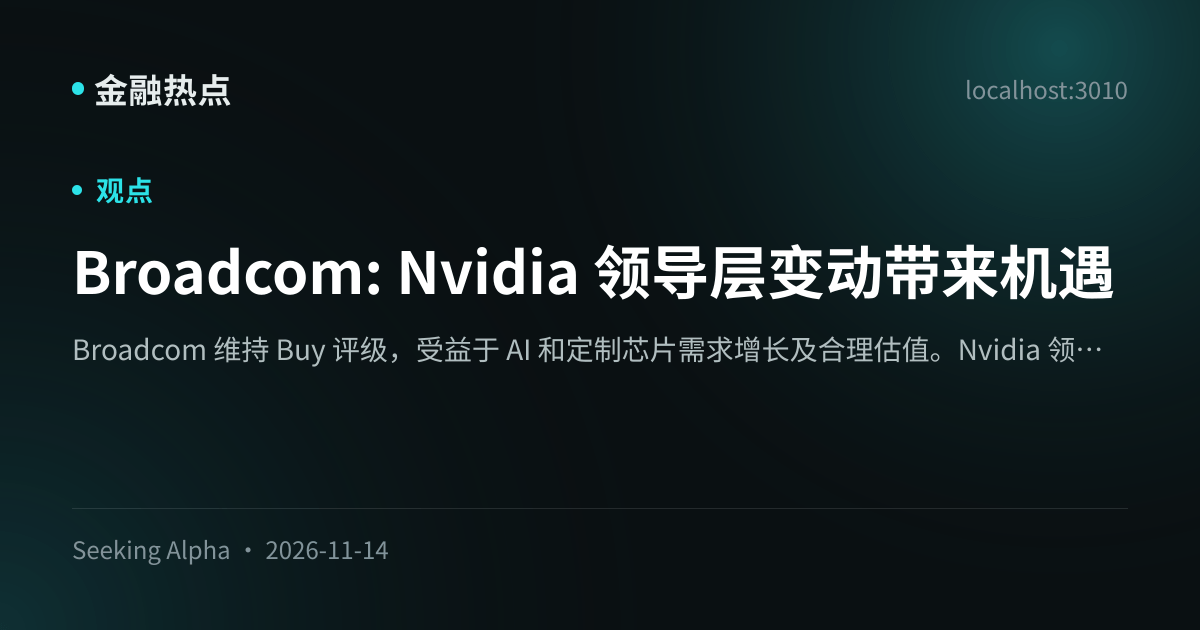 金融热点
localhost:3010
观点
Broadcom: Nvidia 领导层变动带来机遇
Broadcom 维持 Buy 评级，受益于 AI 和定制芯片需求增长及合理估值。Nvidia 领…
Seeking Alpha • 2026-11-14